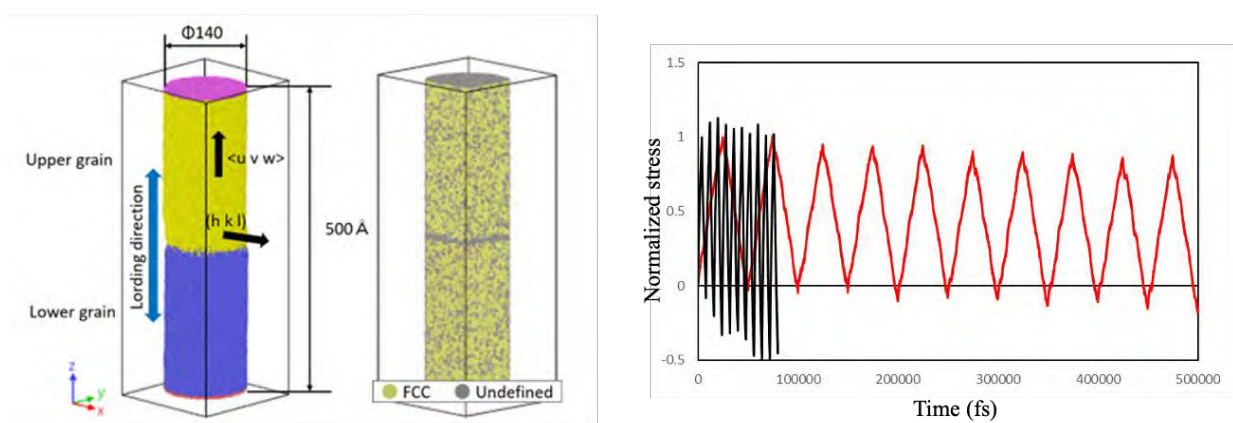 Φ140
Upper grain
<u v w>
Lording direction
(h k l)
500 Å
Lower grain
z
y
x
FCC
Undefined
1.5
1
0.5
0
-0.5
Normalized stress
0
100000
200000
300000
400000
500000
Time (fs)